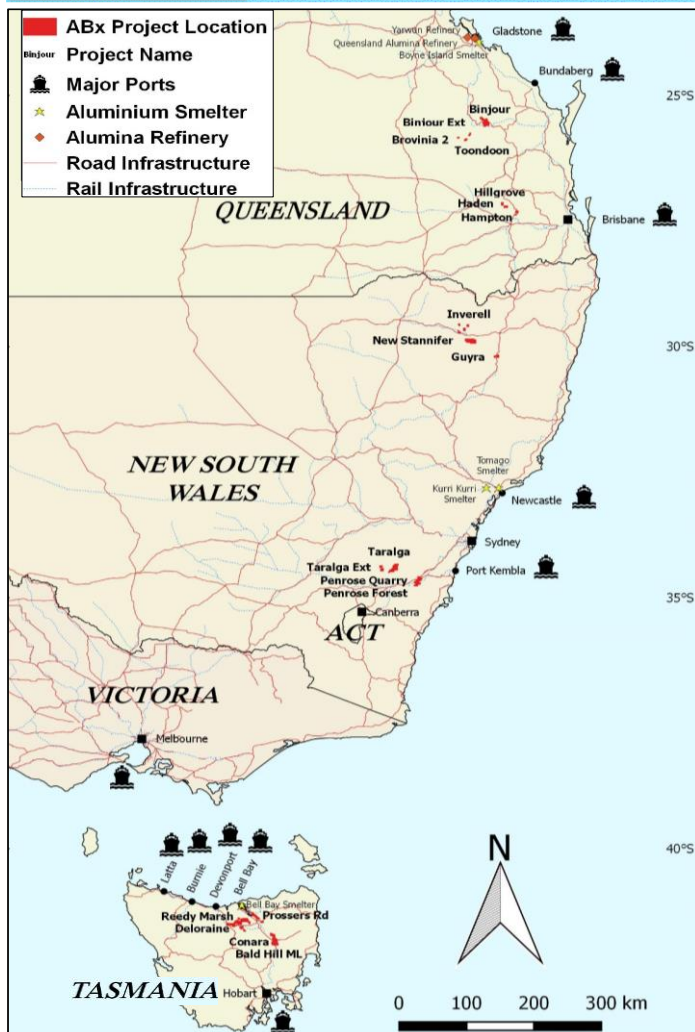 ABx Project Location
Binjour Project Name
Major Ports
Aluminium Smelter
Alumina Refinery
Road Infrastructure
Rail Infrastructure
Yarwun Refinery
Queensland Alumina Refinery
Boyne Island Smelter
Gladstone
Bundaberg
25°S
Binjour
Binjour Ext
Brovinia 2
Toondoon
QUEENSLAND
Hillgrove
Haden
Hampton
Brisbane
Inverell
New Stannifer
Guyra
30°S
NEW SOUTH
WALES
Tomago
Smelter
Kurri Kurri
Smelter
Newcastle
Sydney
Taralga
Taralga Ext
Penrose Quarry
Penrose Forest
Port Kembla
35°S
Canberra
ACT
VICTORIA
Melbourne
40°S
Latta
Burnie
Devonport
Bell Bay
Bell Bay Smelter
Reedy Marsh
Prossers Rd
Deloraine
Conara
Bald Hill ML
TASMANIA
Hobart
N
0 100 200 300 km